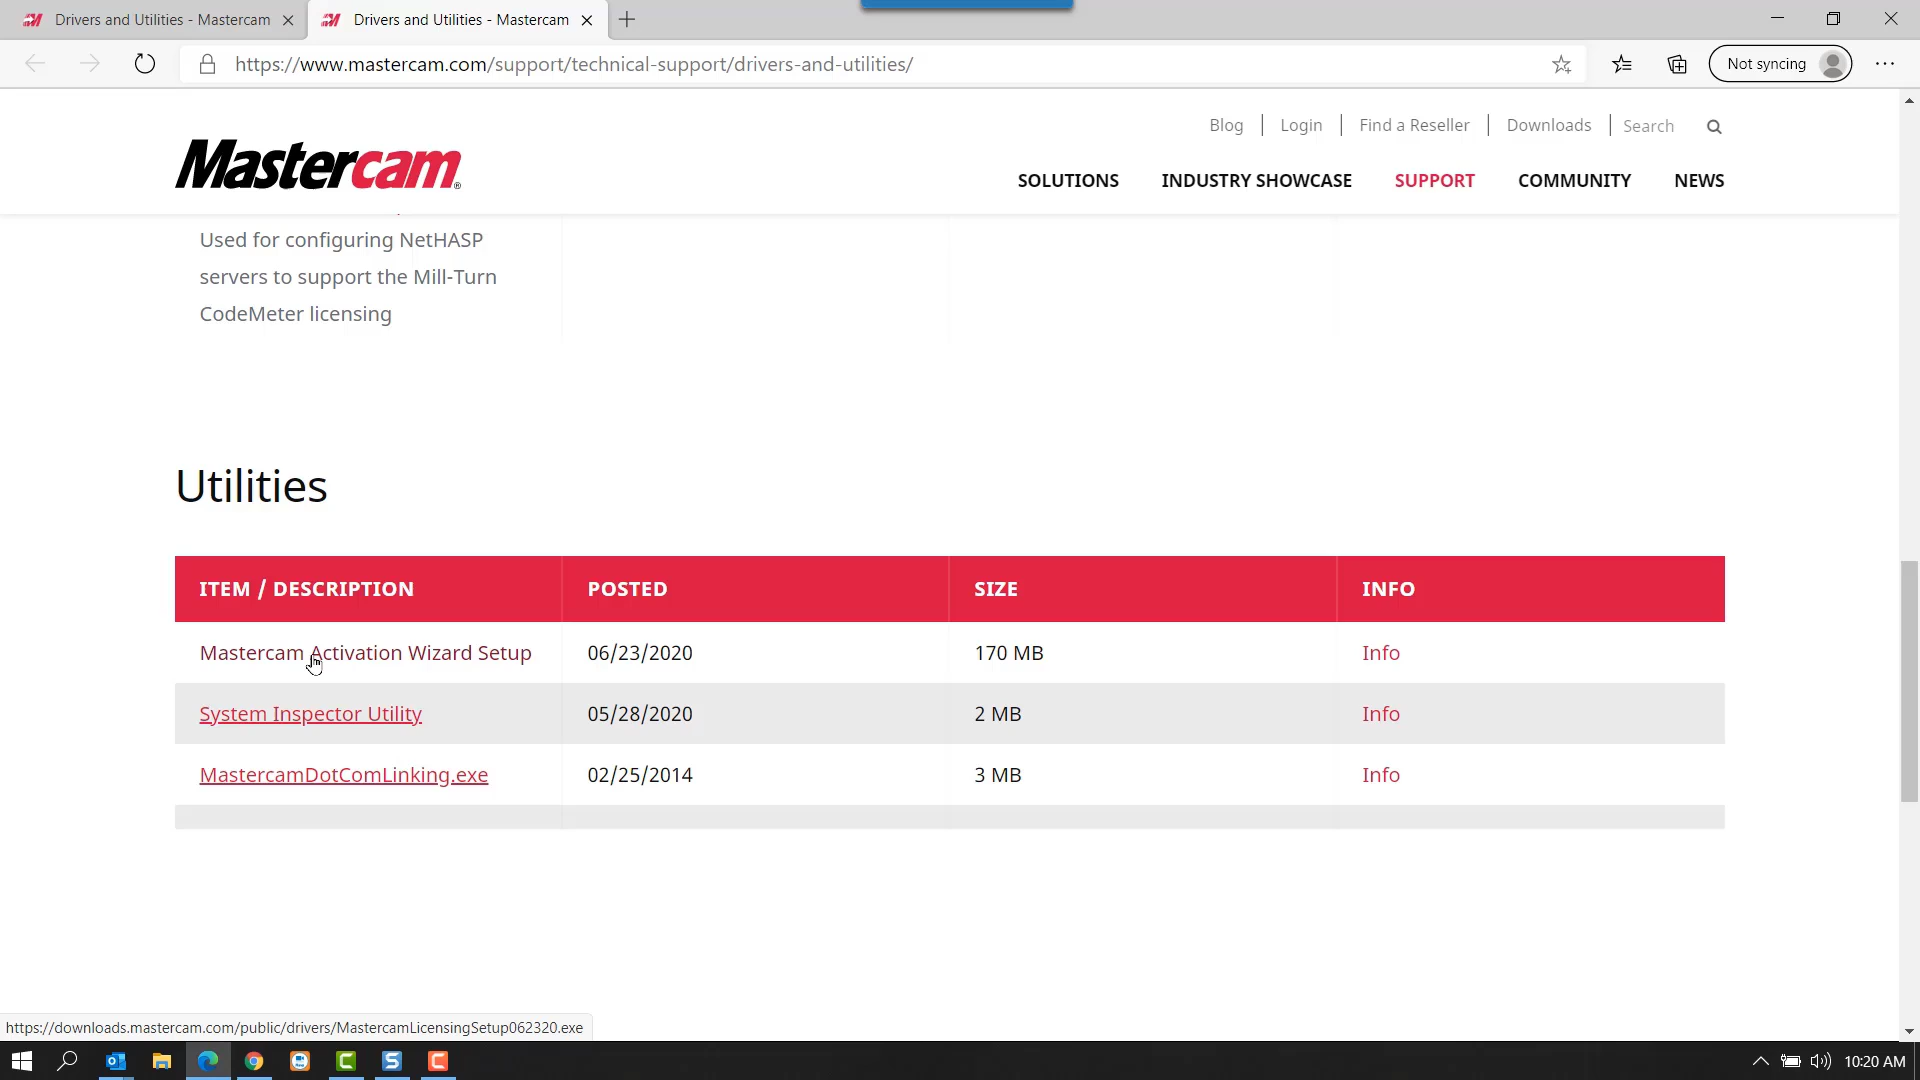 Drivers and Utilities - Mastercam
Drivers and Utilities - Mastercam
https://www.mastercam.com/support/technical-support/drivers-and-utilities/
Not syncing
Blog
Login
Find a Reseller
Downloads
Search
Mastercam®
SOLUTIONS
INDUSTRY SHOWCASE
SUPPORT
COMMUNITY
NEWS
Used for configuring NetHASP
servers to support the Mill-Turn
CodeMeter licensing
Utilities
ITEM / DESCRIPTION POSTED SIZE INFO
Mastercam Activation Wizard Setup 06/23/2020 170 MB Info
System Inspector Utility 05/28/2020 2 MB Info
MastercamDotComLinking.exe 02/25/2014 3 MB Info
https://downloads.mastercam.com/public/drivers/MastercamLicensingSetup062320.exe
10:20 AM